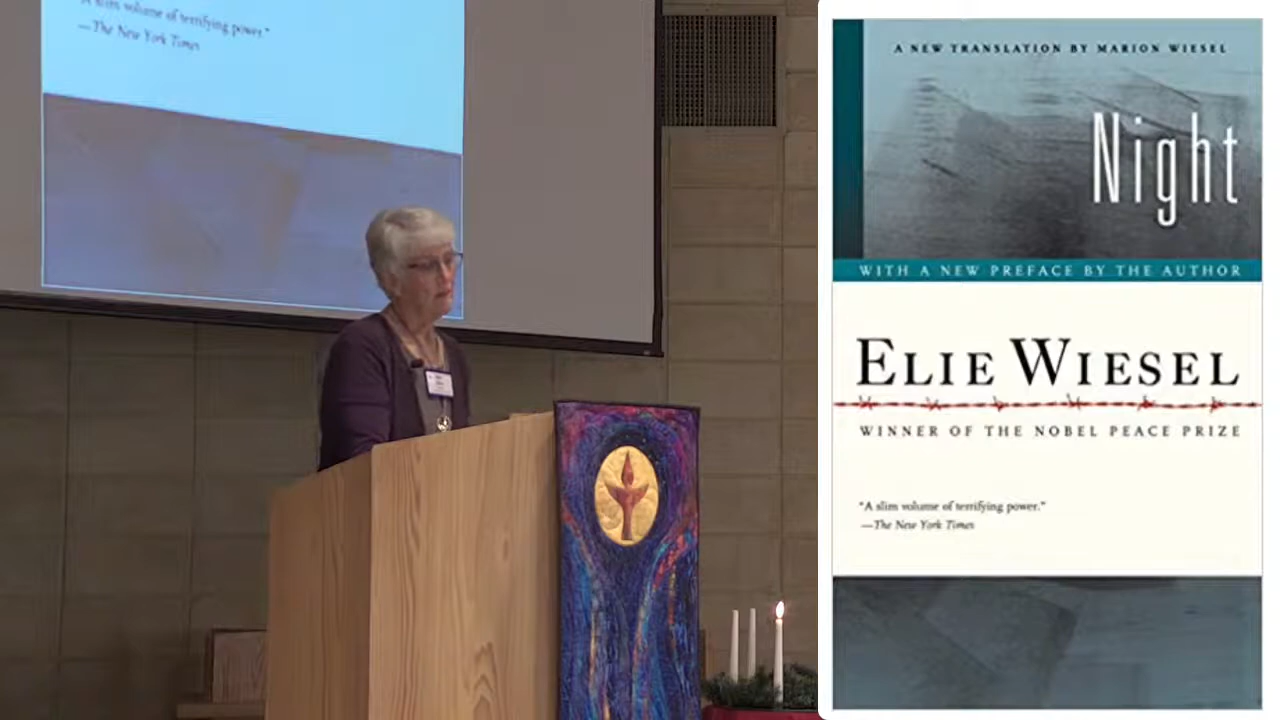 A slim volume of terrifying power."
—The New York Times
A NEW TRANSLATION BY MARION WIESEL
Night
WITH A NEW PREFACE BY THE AUTHOR
ELIE WIESEL
WINNER OF THE NOBEL PEACE PRIZE
"A slim volume of terrifying power."
—The New York Times